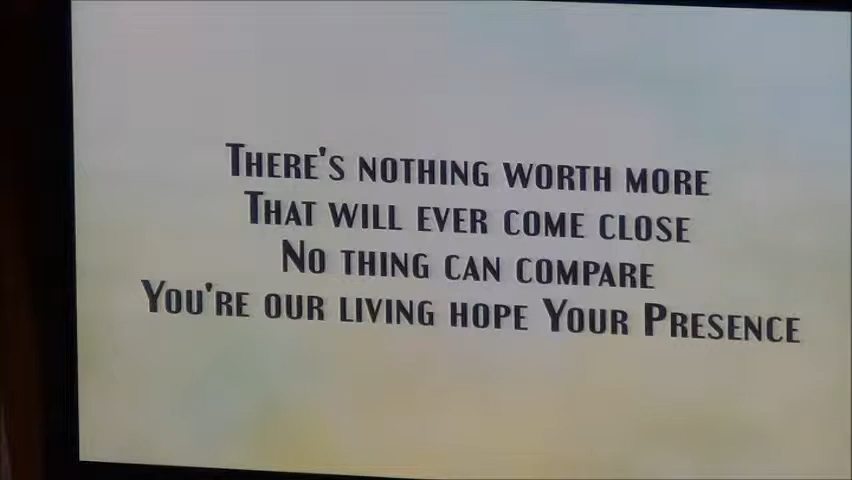 There's nothing worth more
That will ever come close
No thing can compare
You're our living hope Your Presence